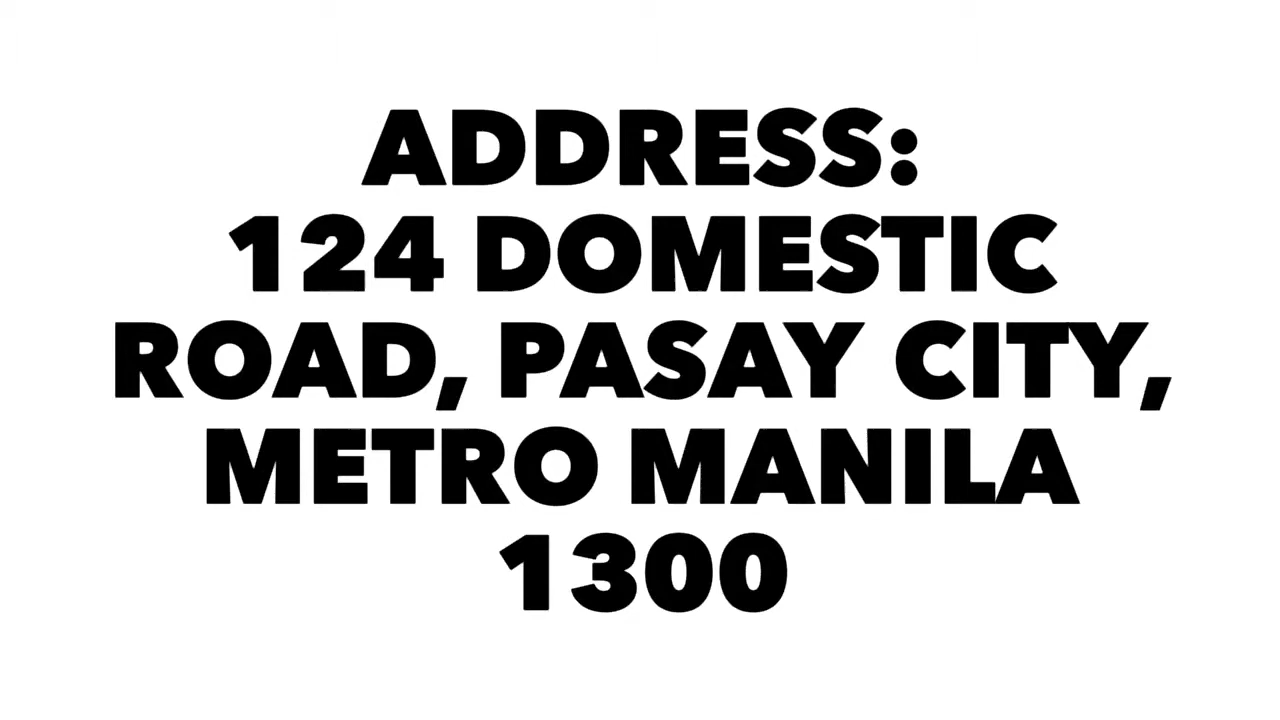 ADDRESS:
124 DOMESTIC
ROAD, PASAY CITY,
METRO MANILA
1300